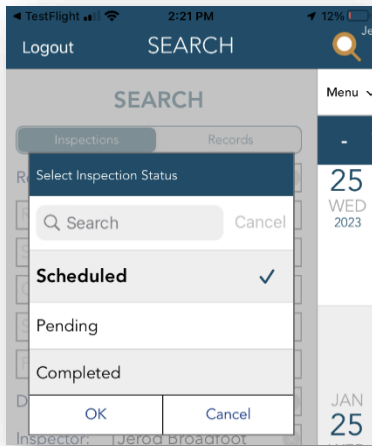 TestFlight 2:21 PM 12%
Logout SEARCH Je
SEARCH Menu
Inspections Records -
Select Inspection Status
Search Cancel
25
WED
2023
Scheduled
Pending
Completed
OK Cancel
JAN
25
Inspector: Jerod Broadfoot